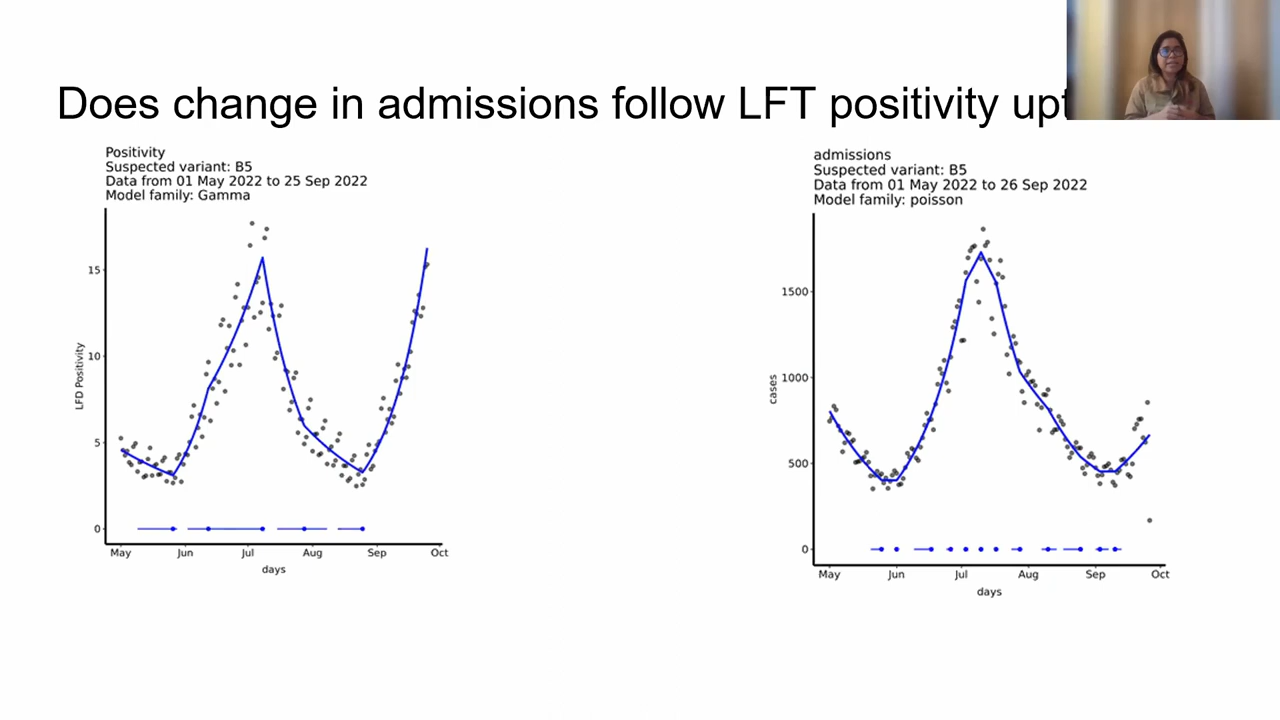 Does change in admissions follow LFT positivity
Positivity
Suspected variant: B5
Data from 01 May 2022 to 25 Sep 2022
Model family: Gamma
LFD Positivity
15
10
5
0
May Jun Jul Aug Sep Oct
days
admissions
Suspected variant: B5
Data from 01 May 2022 to 26 Sep 2022
Model family: poisson
cases
1500
1000
500
0
May Jun Jul Aug Sep Oct
days